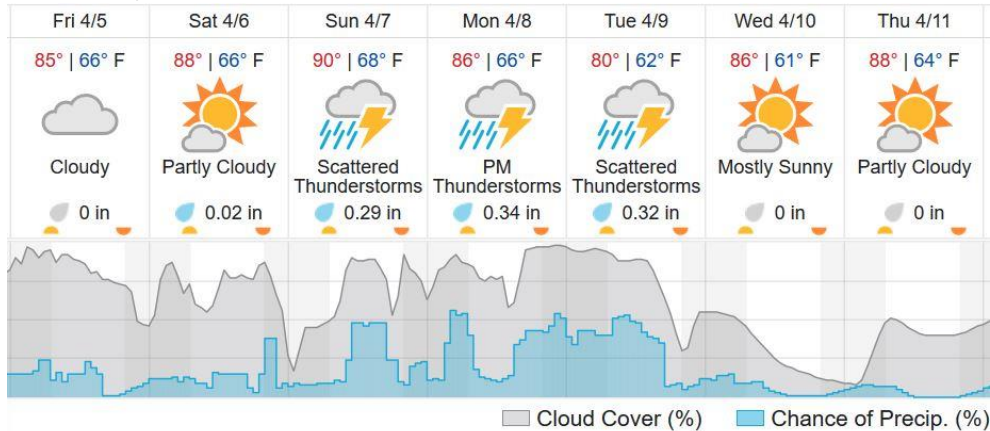 Fri 4/5 Sat 4/6 Sun 4/7 Mon 4/8 Tue 4/9 Wed 4/10 Thu 4/11
85° | 66° F 88° | 66° F 90° | 68° F 86° | 66° F 80° | 62° F 86° | 61° F 88° | 64° F
Cloudy Partly Cloudy Scattered PM Scattered Mostly Sunny Partly Cloudy
Thunderstorms Thunderstorms Thunderstorms
0 in 0.02 in 0.29 in 0.34 in 0.32 in 0 in 0 in
Cloud Cover (%) Chance of Precip. (%)